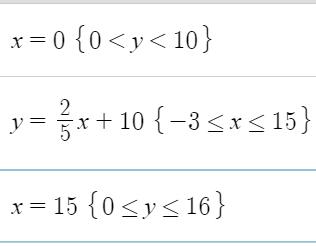 x = 0 {0 < y < 10}
y = 2/5 x + 10 {−3 ≤ x ≤ 15}
x = 15 {0 ≤ y ≤ 16}